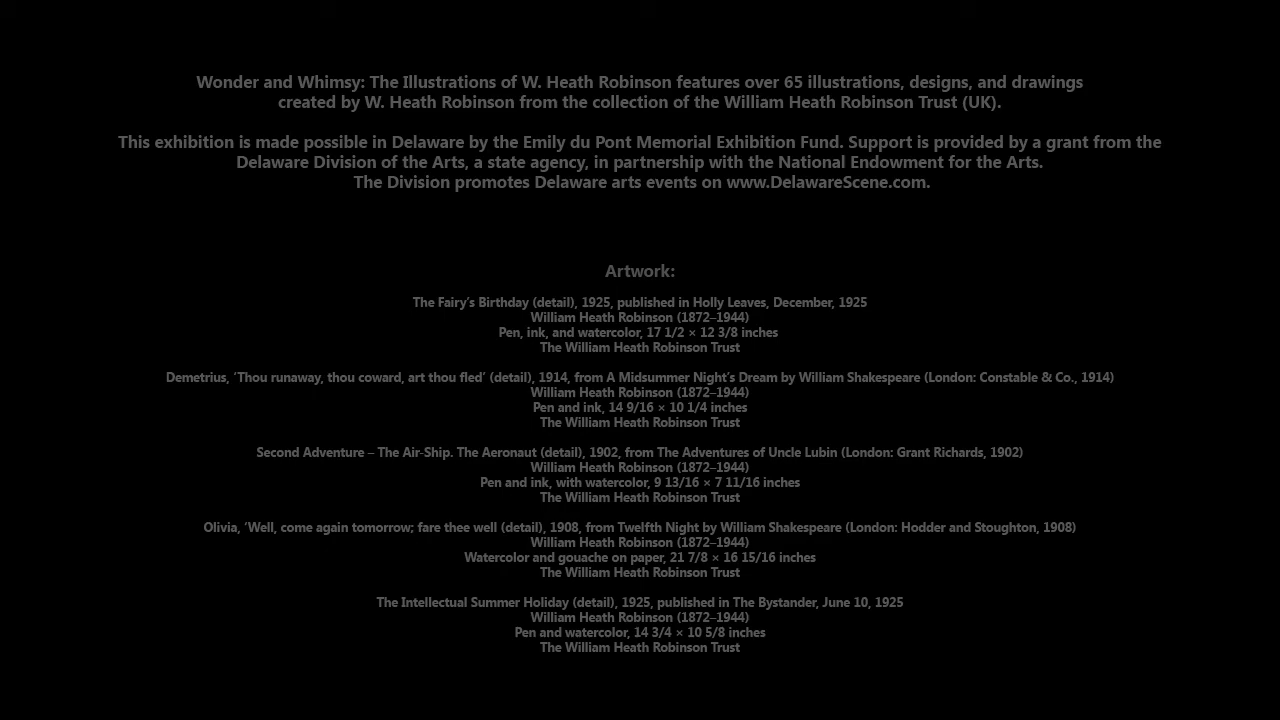 Wonder and Whimsy: The Illustrations of W. Heath Robinson features over 65 illustrations, designs, and drawings
created by W. Heath Robinson from the collection of the William Heath Robinson Trust (UK).
This exhibition is made possible in Delaware by the Emily du Pont Memorial Exhibition Fund. Support is provided by a grant from the
Delaware Division of the Arts, a state agency, in partnership with the National Endowment for the Arts.
The Division promotes Delaware arts events on www.DelawareScene.com.
Artwork:
The Fairy’s Birthday (detail), 1925, published in Holly Leaves, December, 1925
William Heath Robinson (1872–1944)
Pen, ink, and watercolor, 17 1/2 × 12 3/8 inches
The William Heath Robinson Trust
Demetrius, ‘Thou runaway, thou coward, art thou fled’ (detail), 1914, from A Midsummer Night’s Dream by William Shakespeare (London: Constable & Co., 1914)
William Heath Robinson (1872–1944)
Pen and ink, 14 9/16 × 10 1/4 inches
The William Heath Robinson Trust
Second Adventure – The Air-Ship. The Aeronaut (detail), 1902, from The Adventures of Uncle Lubin (London: Grant Richards, 1902)
William Heath Robinson (1872–1944)
Pen and ink, with watercolor, 9 13/16 × 7 11/16 inches
The William Heath Robinson Trust
Olivia, ‘Well, come again tomorrow; fare thee well (detail), 1908, from Twelfth Night by William Shakespeare (London: Hodder and Stoughton, 1908)
William Heath Robinson (1872–1944)
Watercolor and gouache on paper, 21 7/8 × 16 15/16 inches
The William Heath Robinson Trust
The Intellectual Summer Holiday (detail), 1925, published in The Bystander, June 10, 1925
William Heath Robinson (1872–1944)
Pen and watercolor, 14 3/4 × 10 5/8 inches
The William Heath Robinson Trust